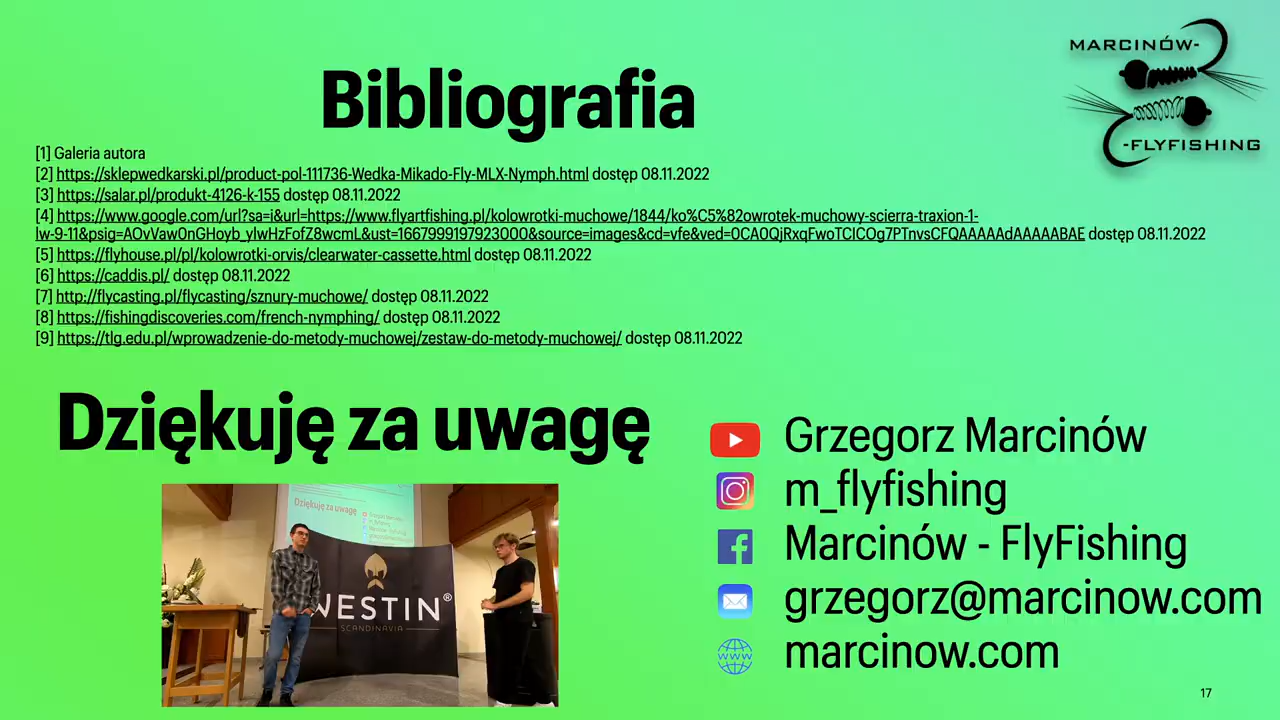 MARCINÓW-
-FLYFISHING
Bibliografia
[1] Galeria autora
[2] https://sklepwedkarski.pl/product-pol-111736-Wedka-Mikado-Fly-MLX-Nymph.html dostęp 08.11.2022
[3] https://salar.pl/produkt-4126-k-155 dostęp 08.11.2022
[4] https://www.google.com/url?sa=i&url=https://www.flyartfishing.pl/kolowrotki-muchowe/1844/ko%C5%82owrotek-muchowy-scierra-traxion-1-
lw-9-11&psig=AOvVaw0nGHoyb_ylwHzFofZ8wcmL&ust=1667999197923000&source=images&cd=vfe&ved=0CA0QjRxqFwoTCICOg7PTnvsCFQAAAAAdAAAAABAE dostęp 08.11.2022
[5] https://flyhouse.pl/pl/kolowrotki-orvis/clearwater-cassette.html dostęp 08.11.2022
[6] https://caddis.pl/ dostęp 08.11.2022
[7] http://flycasting.pl/flycasting/sznury-muchowe/ dostęp 08.11.2022
[8] https://fishingdiscoveries.com/french-nymphing/ dostęp 08.11.2022
[9] https://tlg.edu.pl/wprowadzenie-do-metody-muchowej/zestaw-do-metody-muchowej/ dostęp 08.11.2022
Dziękuję za uwagę
Grzegorz Marcinów
m_flyfishing
Marcinów - FlyFishing
grzegorz@marcinow.com
WWW
marcinow.com
Dziękuję za uwagę
WESTIN®
SCANDINAVIA
17